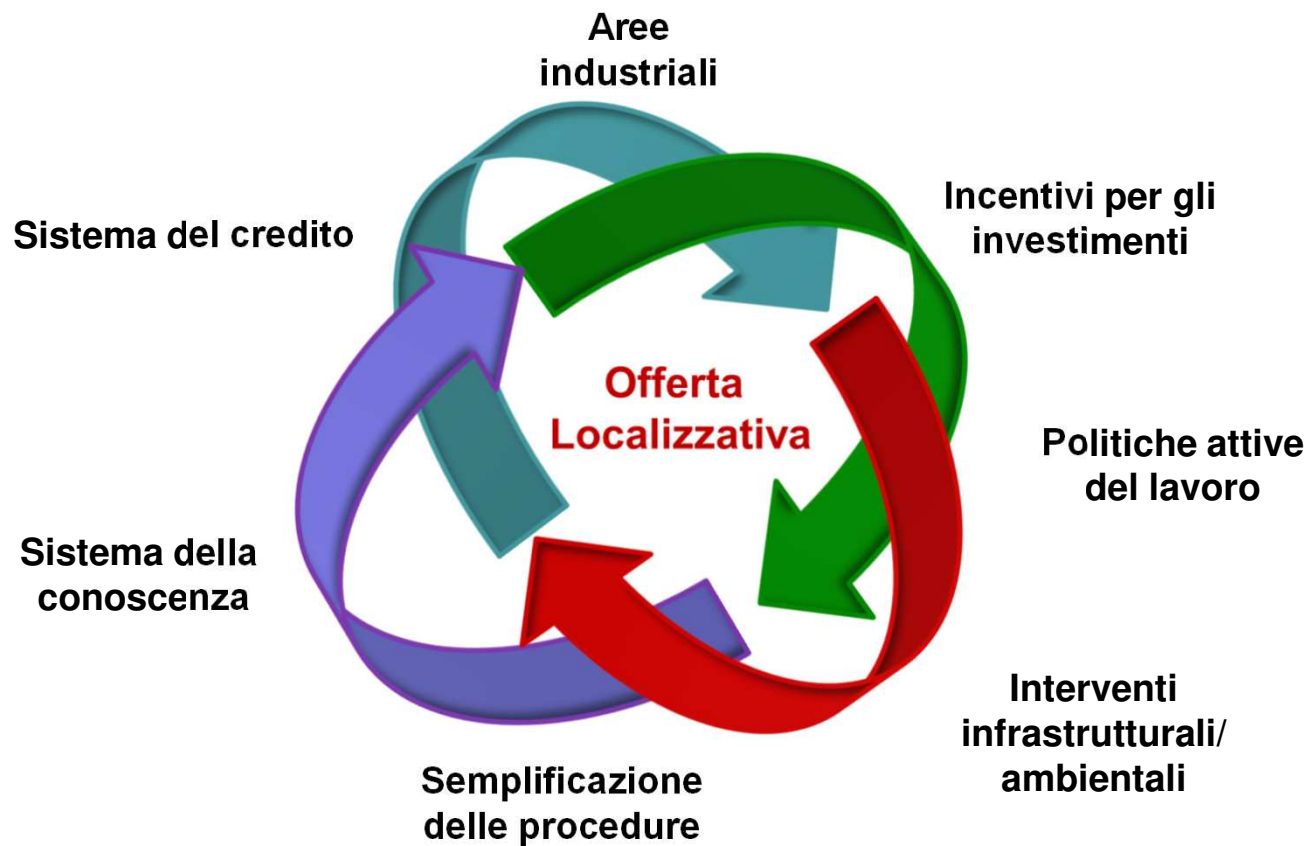 Aree
industriali
Incentivi per gli
investimenti
Sistema del credito
Offerta
Localizzativa
Politiche attive
del lavoro
Sistema della
conoscenza
Interventi
infrastrutturali/
ambientali
Semplificazione
delle procedure